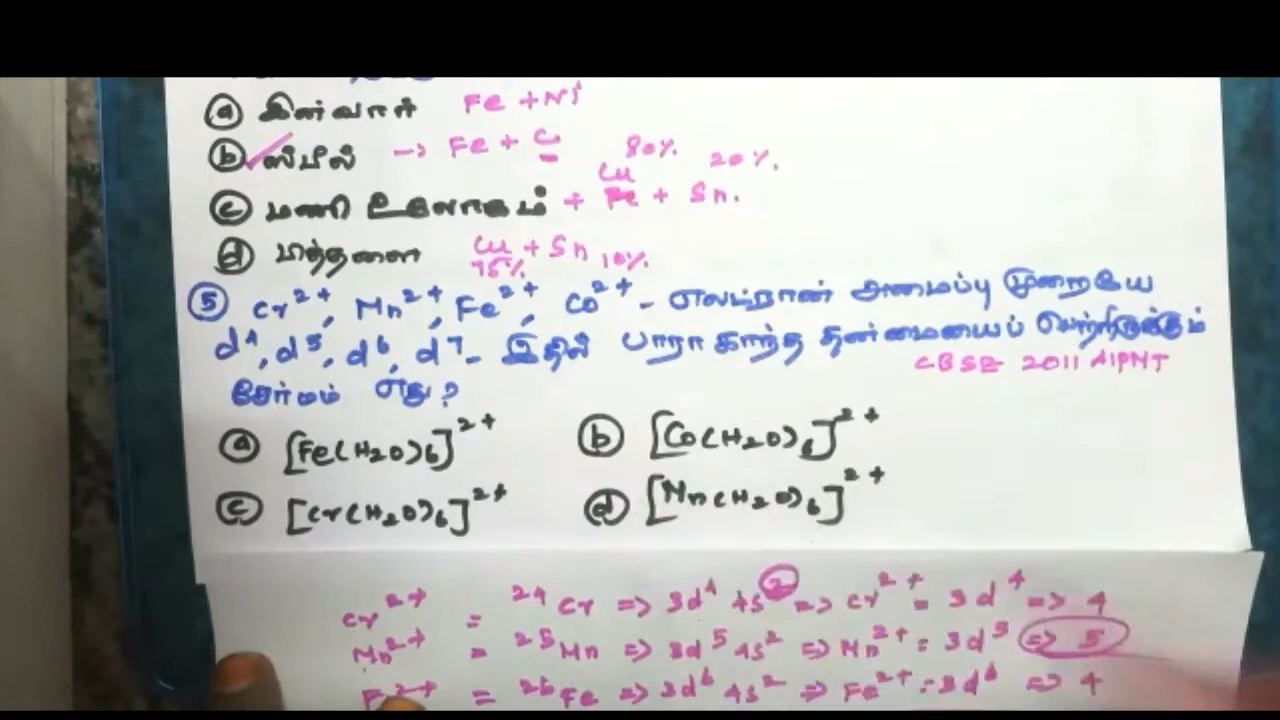 ⓐ இன்வார் Fe + Ni
ⓑ ஸ்டீல் → Fe + C 80% 20%
ⓒ மணி உலோகம் + Cu Fe + Sn.
ⓓ பித்தளை Cu 75% + Sn 10%
⑤ Cr²⁺, Mn²⁺, Fe²⁺, Co²⁺ - எலட்ரான் அமைப்பு முறையே
d⁴, d⁵, d⁶, d⁷ - இதில் பாரா காந்த தன்மையைப் பெற்றிருக்கும்
CBSE 2011 AIPMT
சேர்மம் எது?
ⓐ [Fe(H₂O)₆]²⁺ ⓑ [Co(H₂O)₆]²⁺
ⓒ [Cr(H₂O)₆]²⁺ ⓓ [Mn(H₂O)₆]²⁺
Cr²⁺ = ²⁴Cr ⇒ 3d⁴ 4s² ⇒ Cr²⁺ = 3d⁴ ⇒ 4
Mn²⁺ = ²⁵Mn ⇒ 3d⁵ 4s² ⇒ Mn²⁺ = 3d⁵ ⇒ 5
Fe²⁺ = ²⁶Fe ⇒ 3d⁶ 4s² ⇒ Fe²⁺ = 3d⁶ ⇒ 4